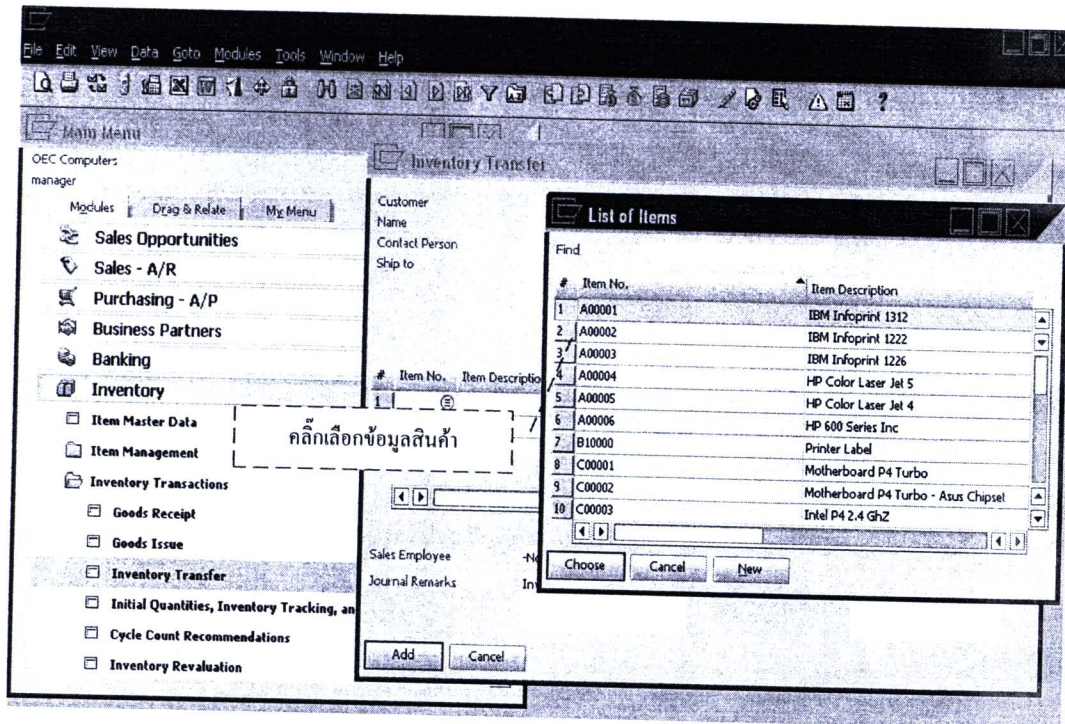 File Edit View Data Goto Modules Tools Window Help
Main Menu
OEC Computers
manager
Modules Drag & Relate My Menu
Sales Opportunities
Sales - A/R
Purchasing - A/P
Business Partners
Banking
Inventory
Item Master Data
Item Management
Inventory Transactions
Goods Receipt
Goods Issue
Inventory Transfer
Initial Quantities, Inventory Tracking, an
Cycle Count Recommendations
Inventory Revaluation
Inventory Transfer
Customer
Name
Contact Person
Ship to
# Item No. Item Descriptio
1
คลิ๊กเลือกข้อมูลสินค้า
Sales Employee -No
Journal Remarks Inv
Add Cancel
List of Items
Find
# Item No. Item Description
1 A00001 IBM Infoprint 1312
2 A00002 IBM Infoprint 1222
3 A00003 IBM Infoprint 1226
4 A00004 HP Color Laser Jet 5
5 A00005 HP Color Laser Jet 4
6 A00006 HP 600 Series Inc
7 B10000 Printer Label
8 C00001 Motherboard P4 Turbo
9 C00002 Motherboard P4 Turbo - Asus Chipset
10 C00003 Intel P4 2.4 GhZ
Choose Cancel New